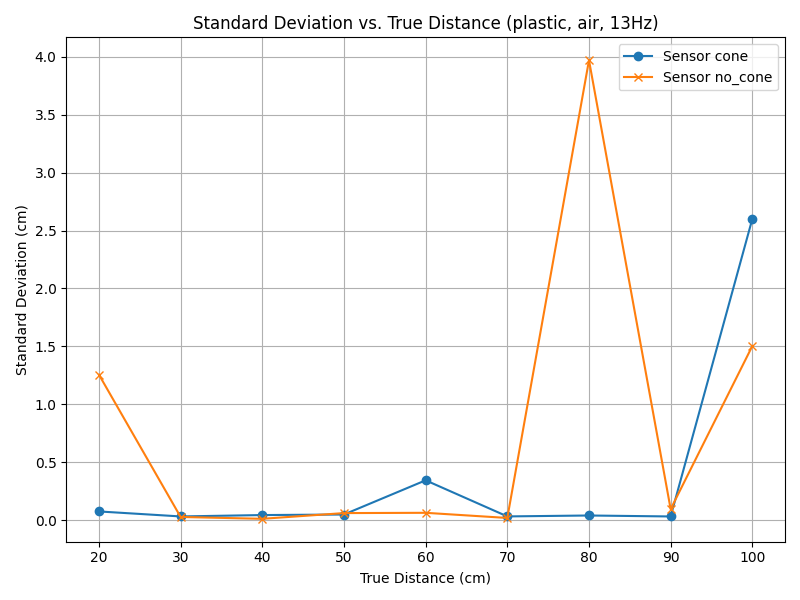 Standard Deviation vs. True Distance (plastic, air, 13Hz)
Sensor cone
Sensor no_cone
Standard Deviation (cm)
4.0
3.5
3.0
2.5
2.0
1.5
1.0
0.5
0.0
20 30 40 50 60 70 80 90 100
True Distance (cm)